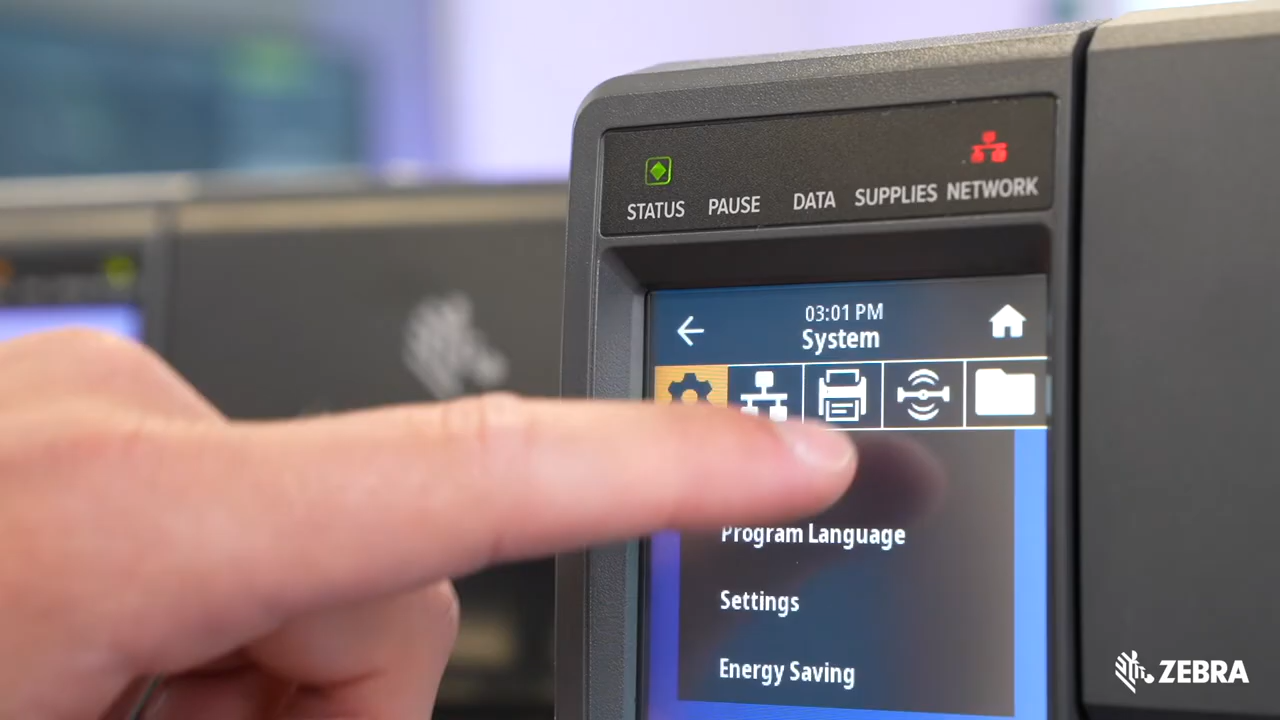 STATUS PAUSE DATA SUPPLIES NETWORK
03:01 PM
System
Program Language
Settings
Energy Saving
ZEBRA